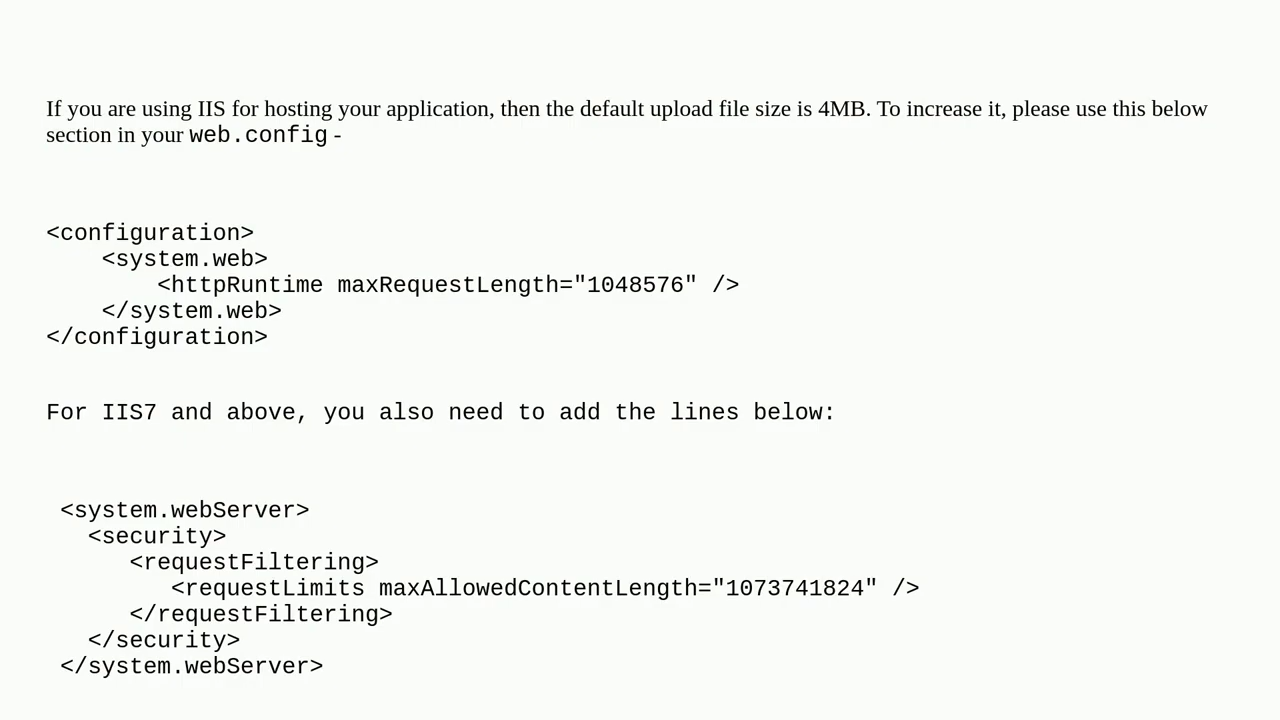 If you are using IIS for hosting your application, then the default upload file size is 4MB. To increase it, please use this below
section in your web.config -
<configuration>
    <system.web>
        <httpRuntime maxRequestLength="1048576" />
    </system.web>
</configuration>
For IIS7 and above, you also need to add the lines below:
 <system.webServer>
   <security>
      <requestFiltering>
         <requestLimits maxAllowedContentLength="1073741824" />
      </requestFiltering>
   </security>
 </system.webServer>